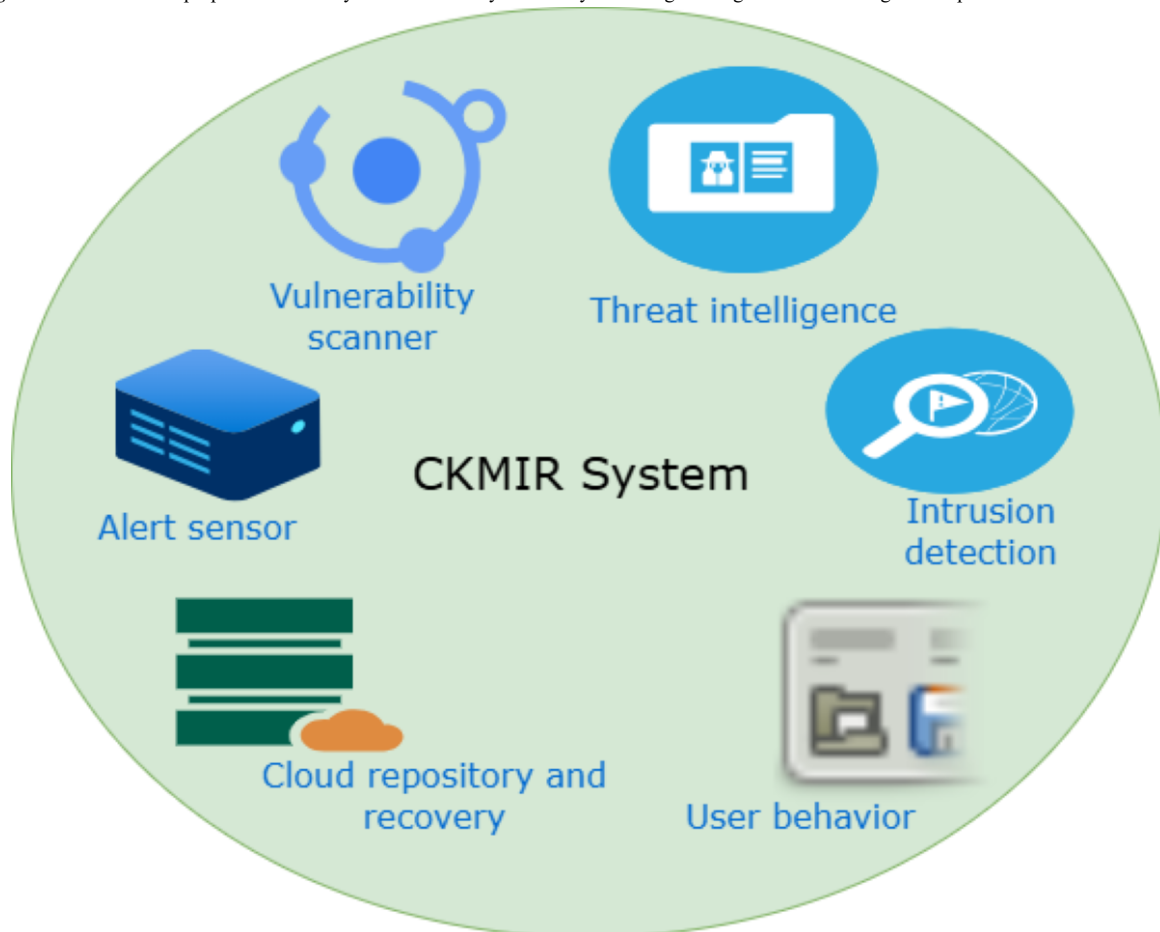 Vulnerability
scanner
Threat intelligence
Alert sensor
CKMIR System
Intrusion
detection
Cloud repository and
recovery
User behavior